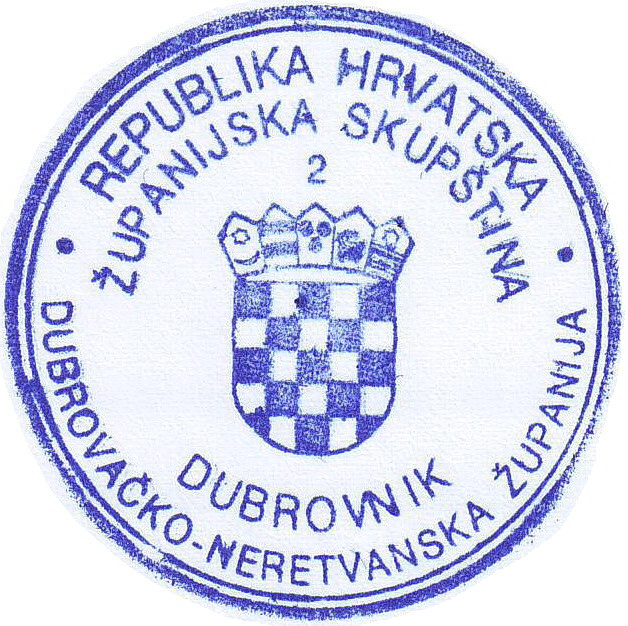 REPUBLIKA HRVATSKA
ŽUPANIJSKA SKUPŠTINA
2
DUBROVNIK
DUBROVAČKO-NERETVANSKA ŽUPANIJA